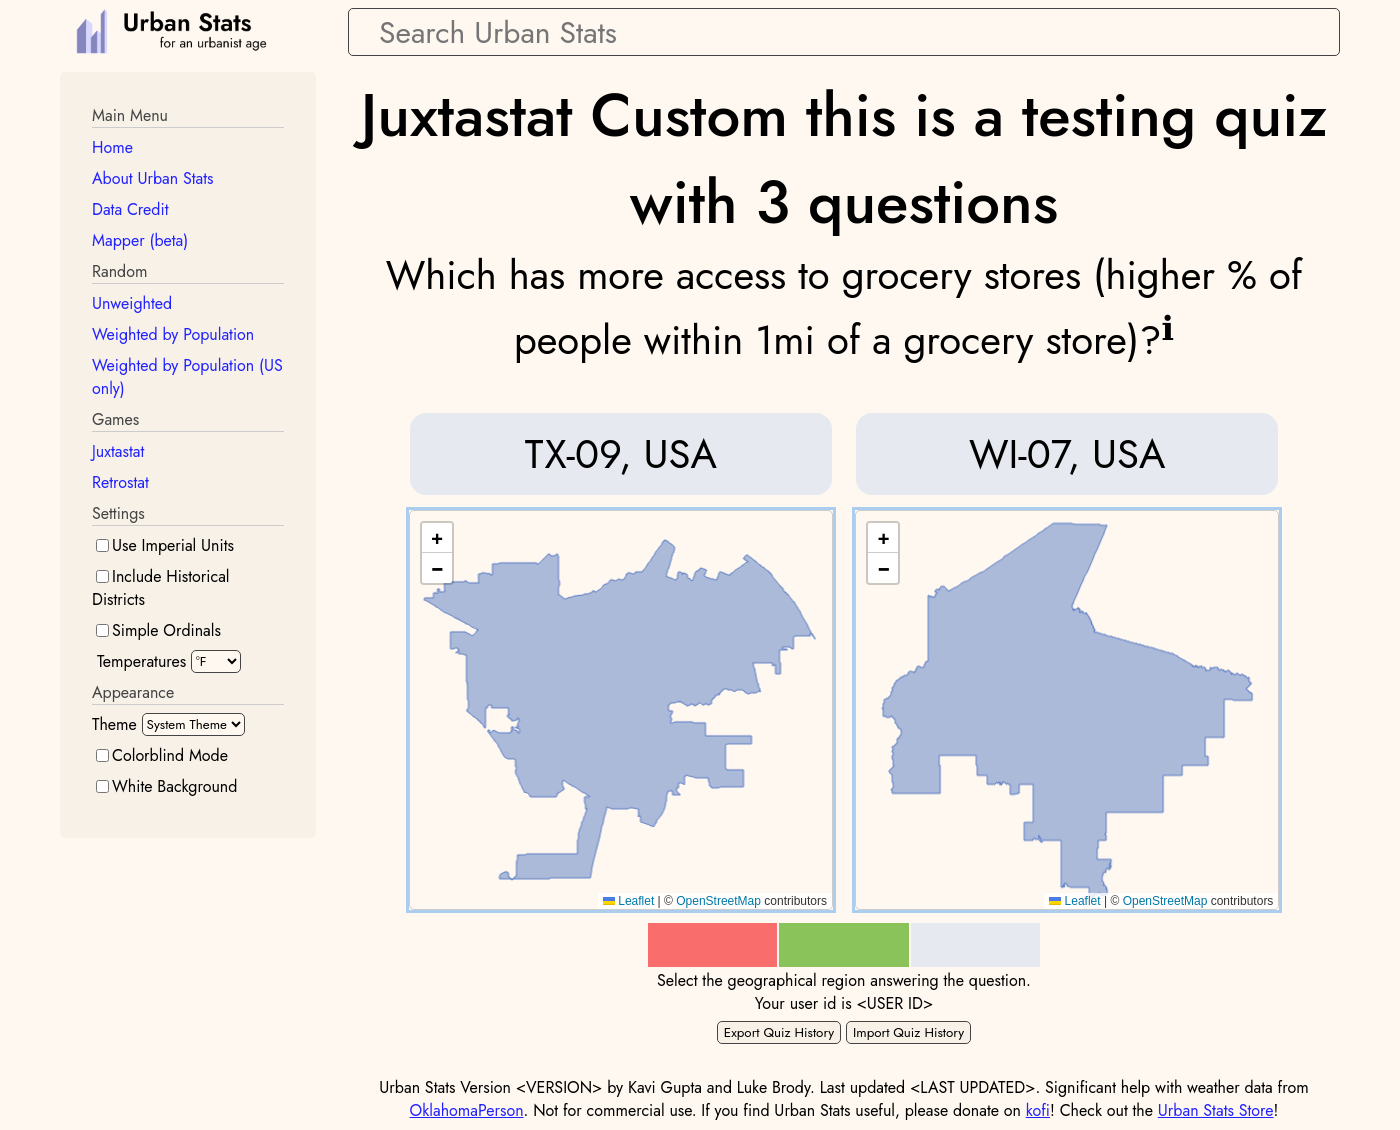 Urban Stats
for an urbanist age
Search Urban Stats
Main Menu
Home
About Urban Stats
Data Credit
Mapper (beta)
Random
Unweighted
Weighted by Population
Weighted by Population (US
only)
Games
Juxtastat
Retrostat
Settings
Use Imperial Units
Include Historical
Districts
Simple Ordinals
Temperatures °F
Appearance
Theme System Theme
Colorblind Mode
White Background
Juxtastat Custom this is a testing quiz
with 3 questions
Which has more access to grocery stores (higher % of
people within 1mi of a grocery store)?i
TX-09, USA
+
−
Leaflet | © OpenStreetMap contributors
WI-07, USA
+
−
Leaflet | © OpenStreetMap contributors
Select the geographical region answering the question.
Your user id is <USER ID>
Export Quiz History Import Quiz History
Urban Stats Version <VERSION> by Kavi Gupta and Luke Brody. Last updated <LAST UPDATED>. Significant help with weather data from
OklahomaPerson. Not for commercial use. If you find Urban Stats useful, please donate on kofi! Check out the Urban Stats Store!